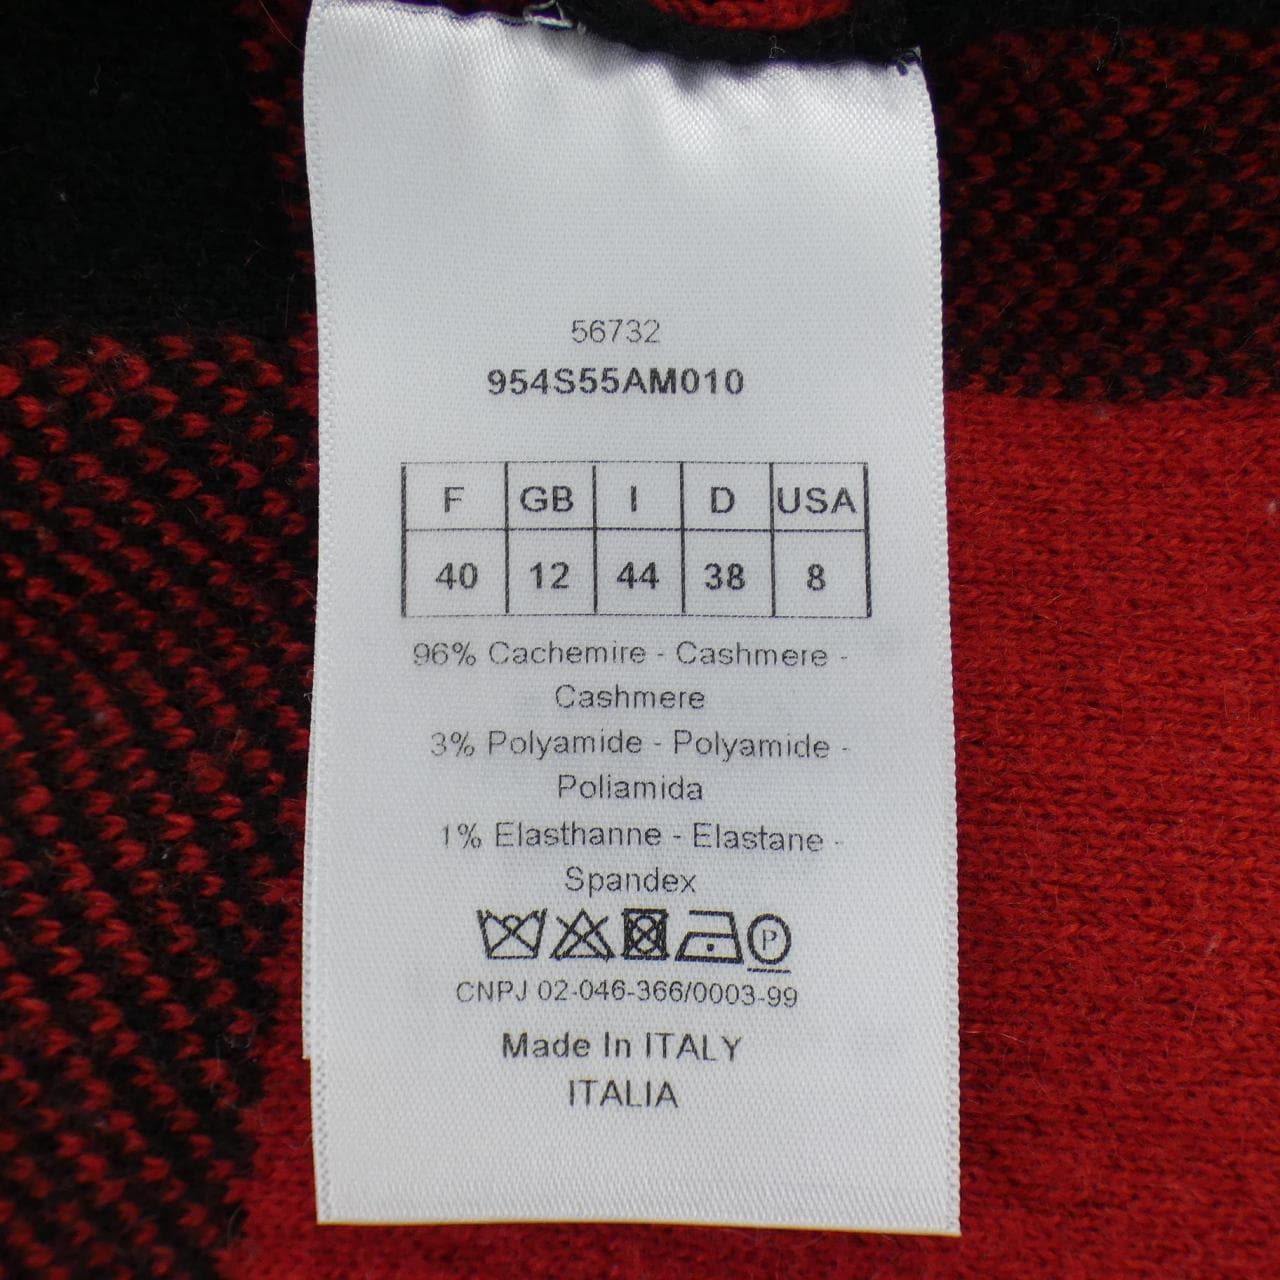 56732
954S55AM010
F GB I D USA
40 12 44 38 8
96% Cachemire - Cashmere -
Cashmere
3% Polyamide - Polyamide -
Poliamida
1% Elasthanne - Elastane -
Spandex
P
CNPJ 02-046-366/0003-99
Made In ITALY
ITALIA